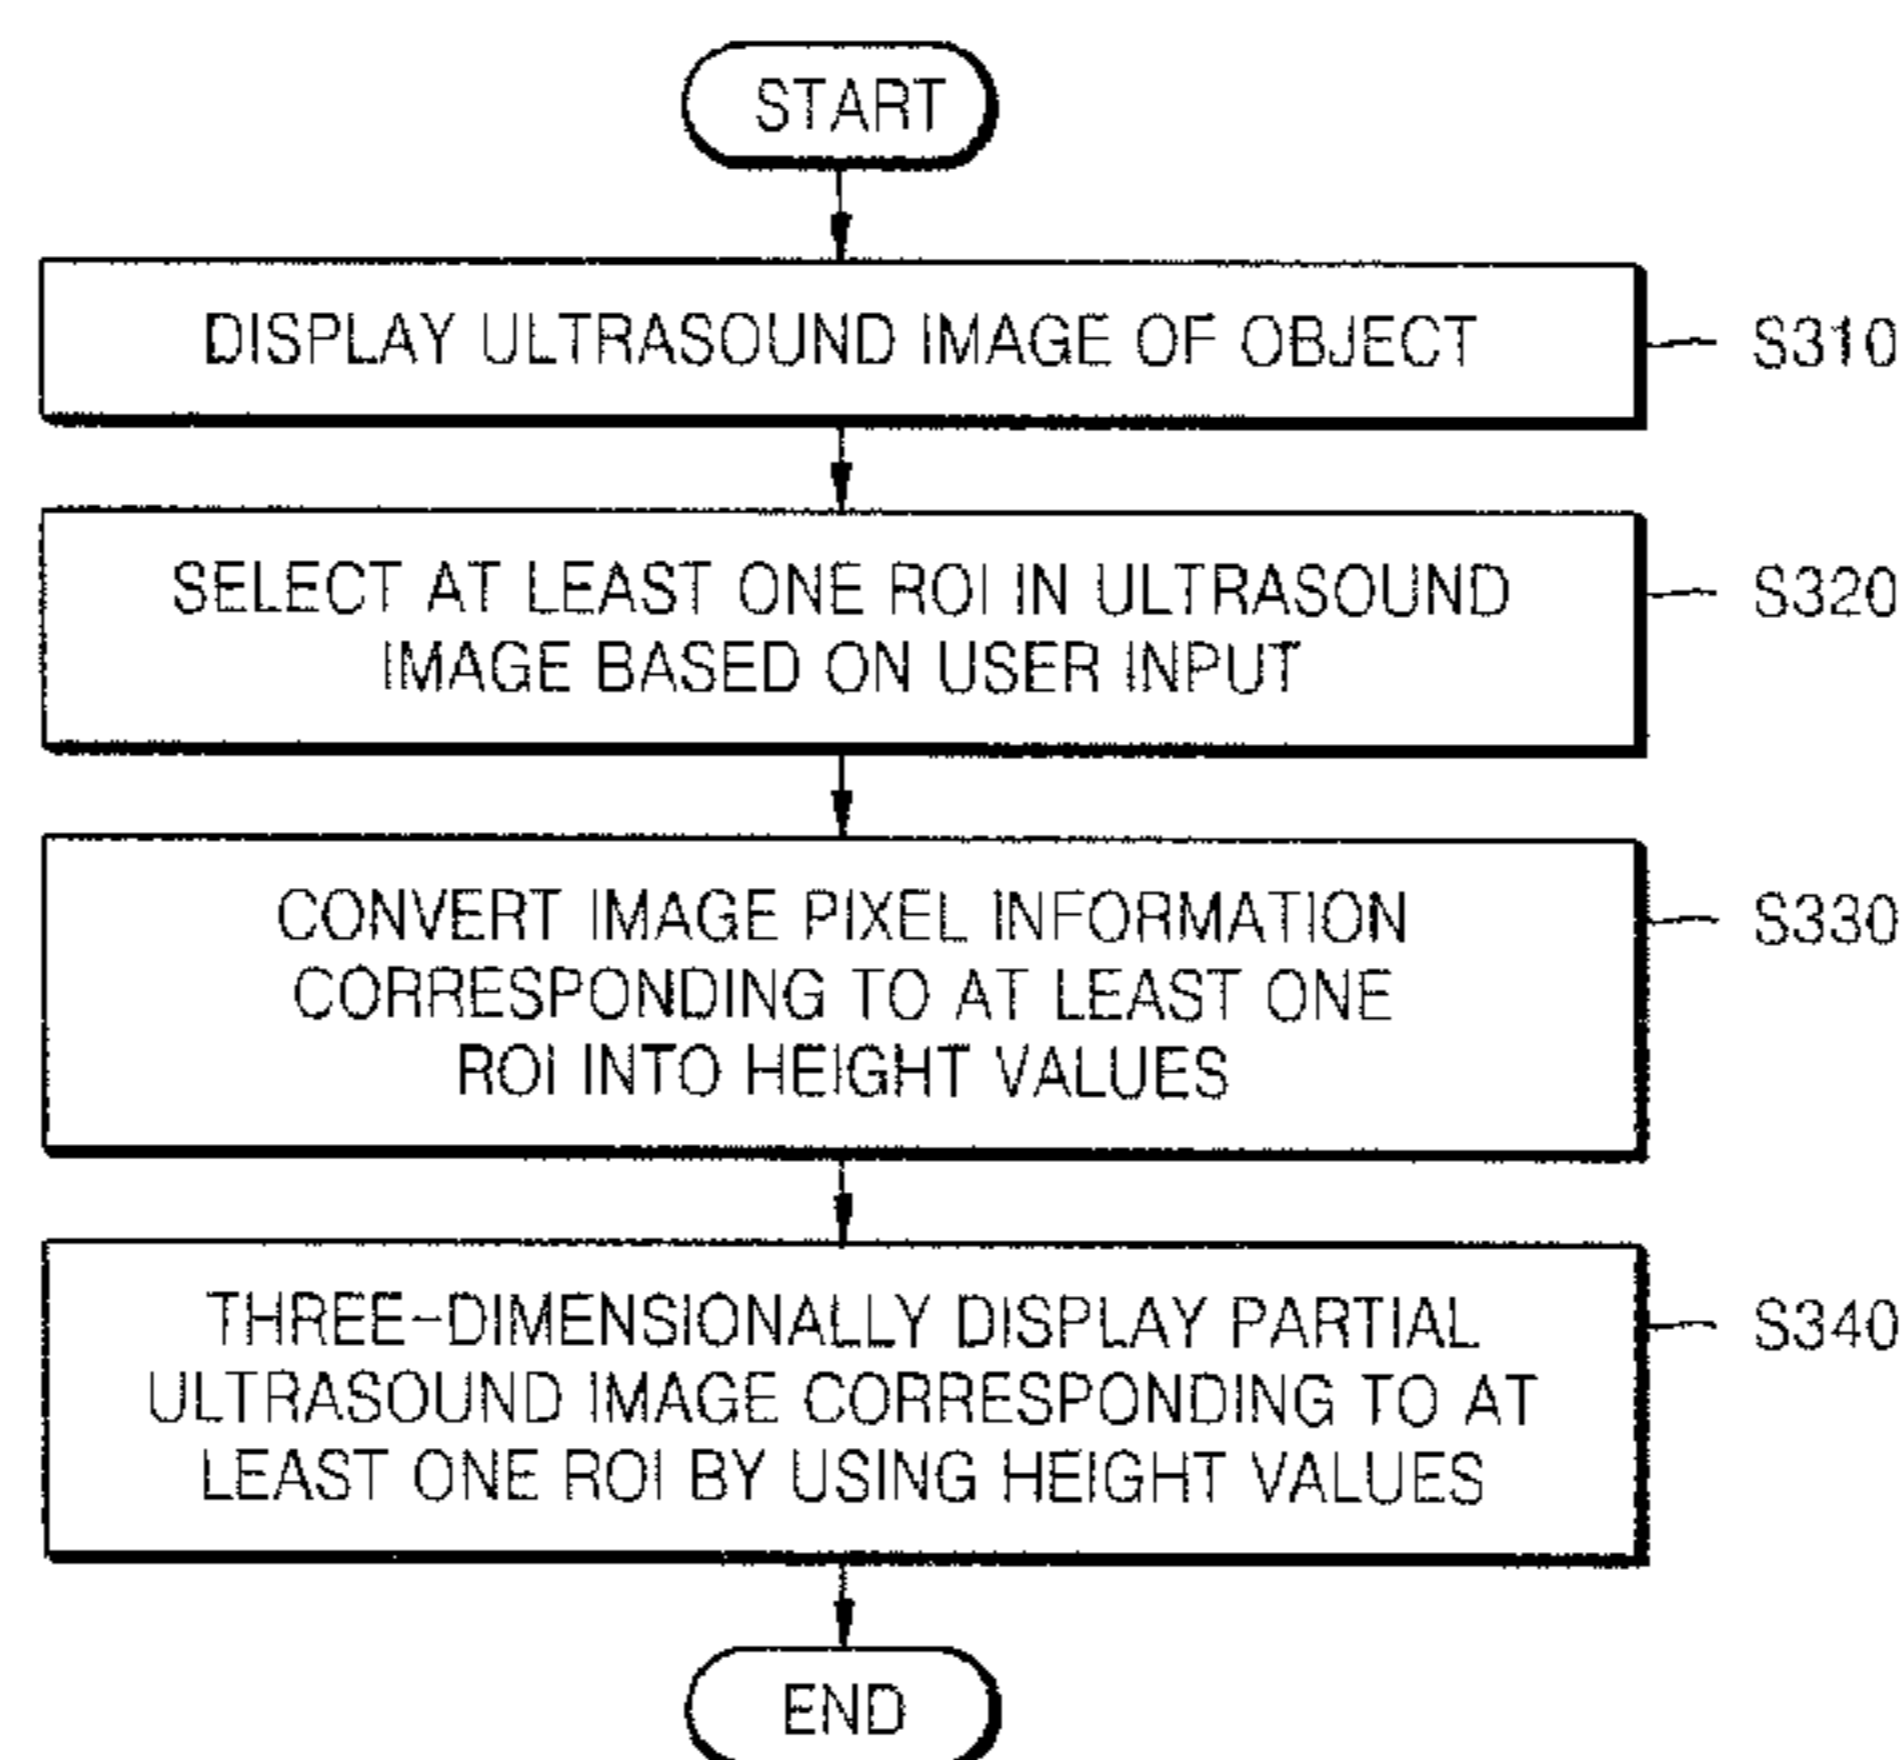 START
DISPLAY ULTRASOUND IMAGE OF OBJECT
S310
SELECT AT LEAST ONE ROI IN ULTRASOUND
IMAGE BASED ON USER INPUT
S320
CONVERT IMAGE PIXEL INFORMATION
CORRESPONDING TO AT LEAST ONE
ROI INTO HEIGHT VALUES
S330
THREE-DIMENSIONALLY DISPLAY PARTIAL
ULTRASOUND IMAGE CORRESPONDING TO AT
LEAST ONE ROI BY USING HEIGHT VALUES
S340
END